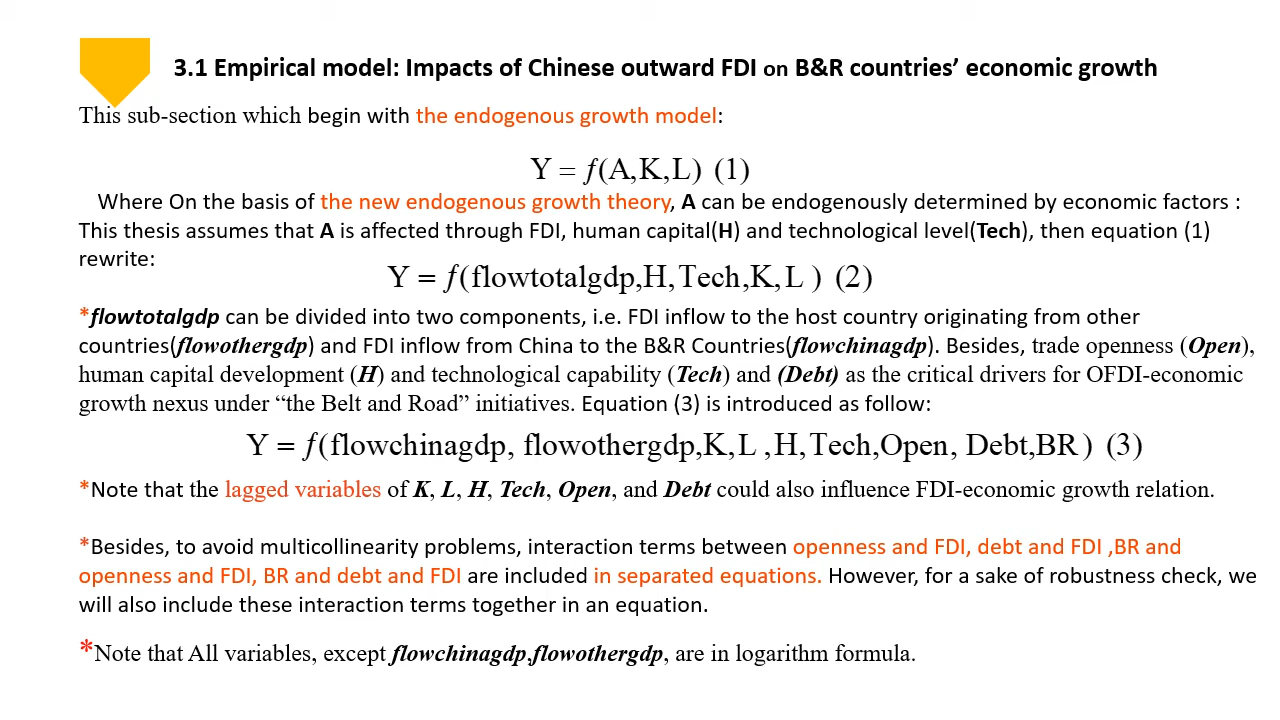 3.1 Empirical model: Impacts of Chinese outward FDI on B&R countries’ economic growth
This sub-section which begin with the endogenous growth model:
Y = f(A,K,L) (1)
Where On the basis of the new endogenous growth theory, A can be endogenously determined by economic factors :
This thesis assumes that A is affected through FDI, human capital(H) and technological level(Tech), then equation (1)
rewrite:
Y = f(flowtotalgdp,H,Tech,K,L ) (2)
*flowtotalgdp can be divided into two components, i.e. FDI inflow to the host country originating from other
countries(flowothergdp) and FDI inflow from China to the B&R Countries(flowchinagdp). Besides, trade openness (Open),
human capital development (H) and technological capability (Tech) and (Debt) as the critical drivers for OFDI-economic
growth nexus under “the Belt and Road” initiatives. Equation (3) is introduced as follow:
Y = f(flowchinagdp, flowothergdp,K,L ,H,Tech,Open, Debt,BR) (3)
*Note that the lagged variables of K, L, H, Tech, Open, and Debt could also influence FDI-economic growth relation.
*Besides, to avoid multicollinearity problems, interaction terms between openness and FDI, debt and FDI ,BR and
openness and FDI, BR and debt and FDI are included in separated equations. However, for a sake of robustness check, we
will also include these interaction terms together in an equation.
*Note that All variables, except flowchinagdp,flowothergdp, are in logarithm formula.